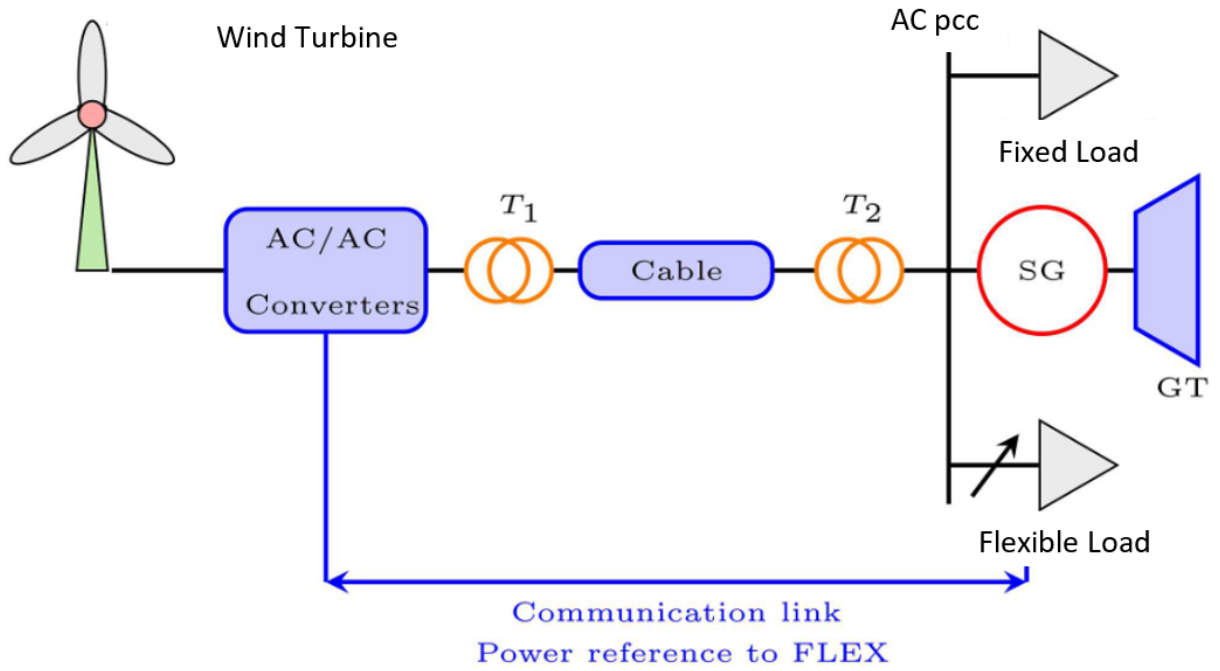 Wind Turbine
AC pcc
Fixed Load
AC/AC
Converters
T1
Cable
T2
SG
GT
Flexible Load
Communication link
Power reference to FLEX